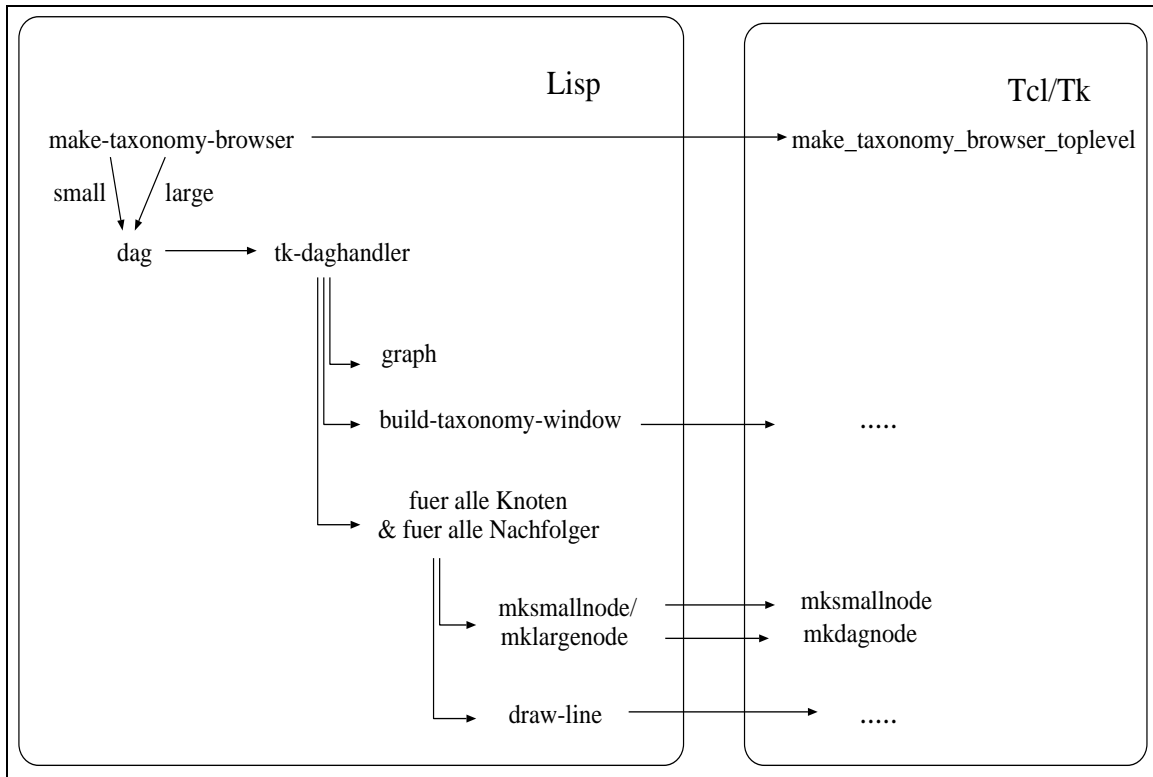 Lisp
Tcl/Tk
make-taxonomy-browser
make_taxonomy_browser_toplevel
small
large
dag
tk-daghandler
graph
build-taxonomy-window
.....
fuer alle Knoten
& fuer alle Nachfolger
mksmallnode/
mklargenode
mksmallnode
mkdagnode
draw-line
.....